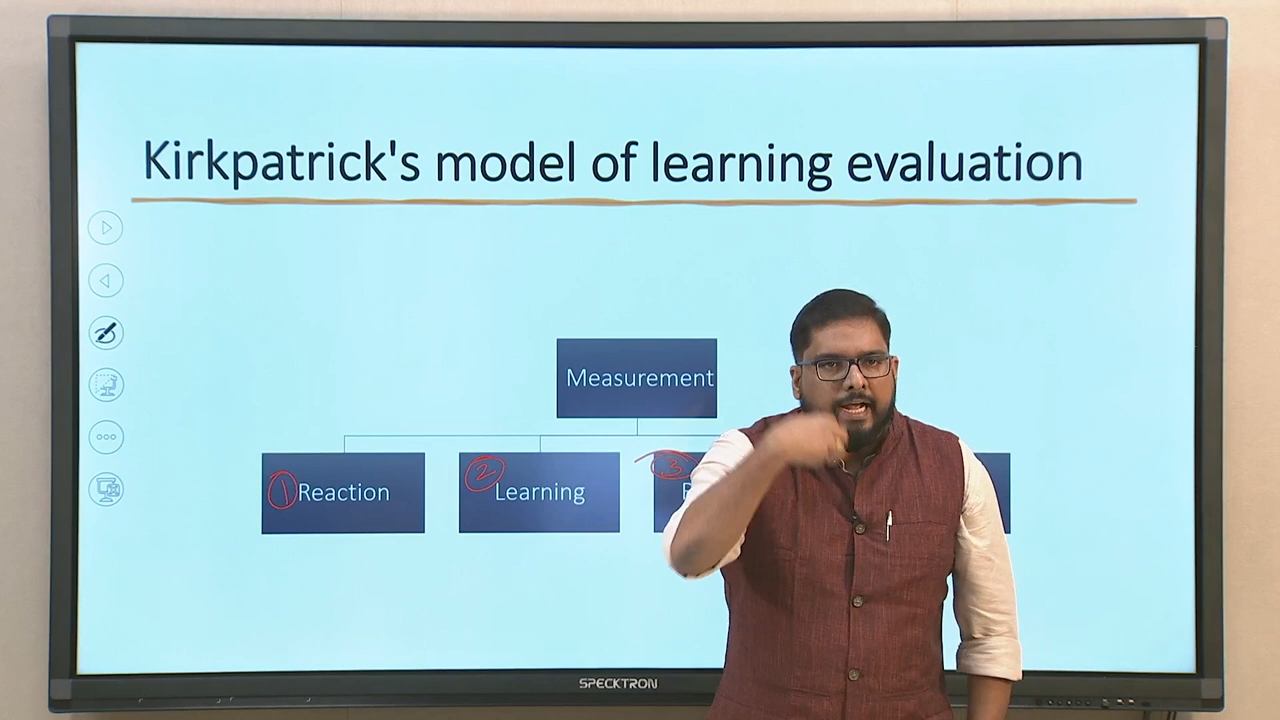 Kirkpatrick's model of learning evaluation
Measurement
1 Reaction
2 Learning
3
SPECKTRON